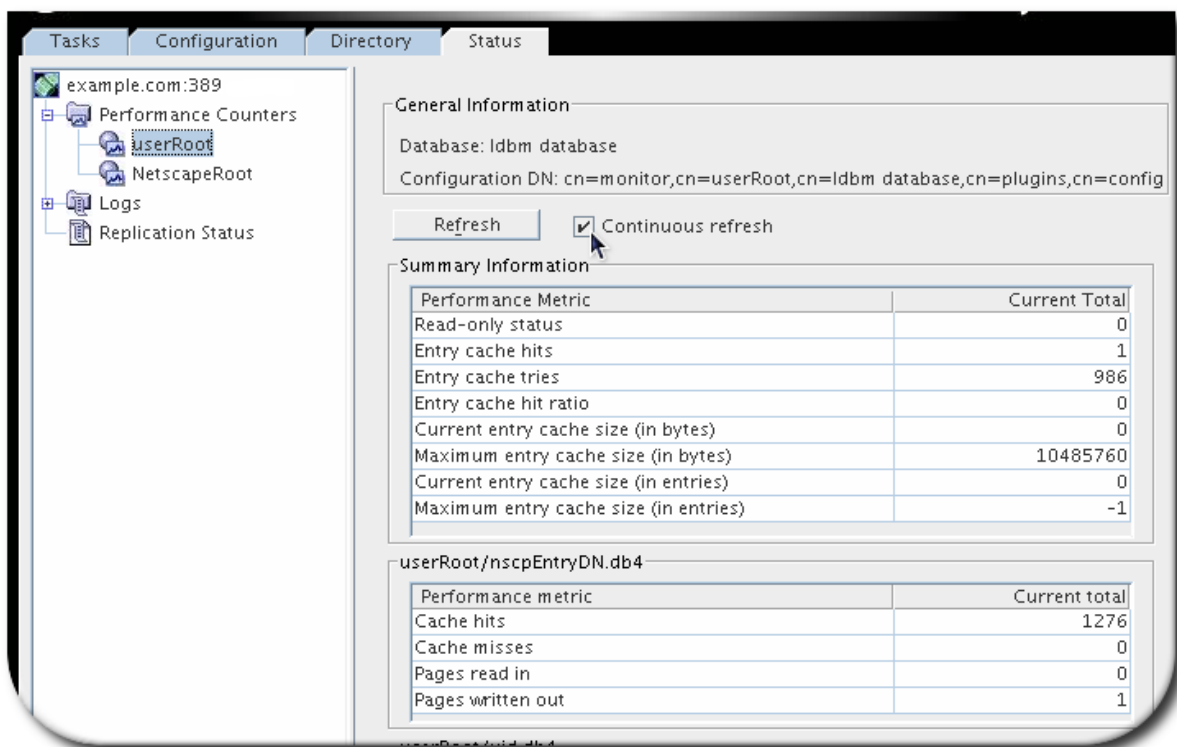 Tasks Configuration Directory Status
example.com:389
Performance Counters
userRoot
NetscapeRoot
Logs
Replication Status
General Information
Database: ldbm database
Configuration DN: cn=monitor,cn=userRoot,cn=ldbm database,cn=plugins,cn=config
Refresh Continuous refresh
Summary Information
Performance Metric Current Total
Read-only status 0
Entry cache hits 1
Entry cache tries 986
Entry cache hit ratio 0
Current entry cache size (in bytes) 0
Maximum entry cache size (in bytes) 10485760
Current entry cache size (in entries) 0
Maximum entry cache size (in entries) -1
userRoot/nscpEntryDN.db4
Performance metric Current total
Cache hits 1276
Cache misses 0
Pages read in 0
Pages written out 1
userRoot/uid.db4